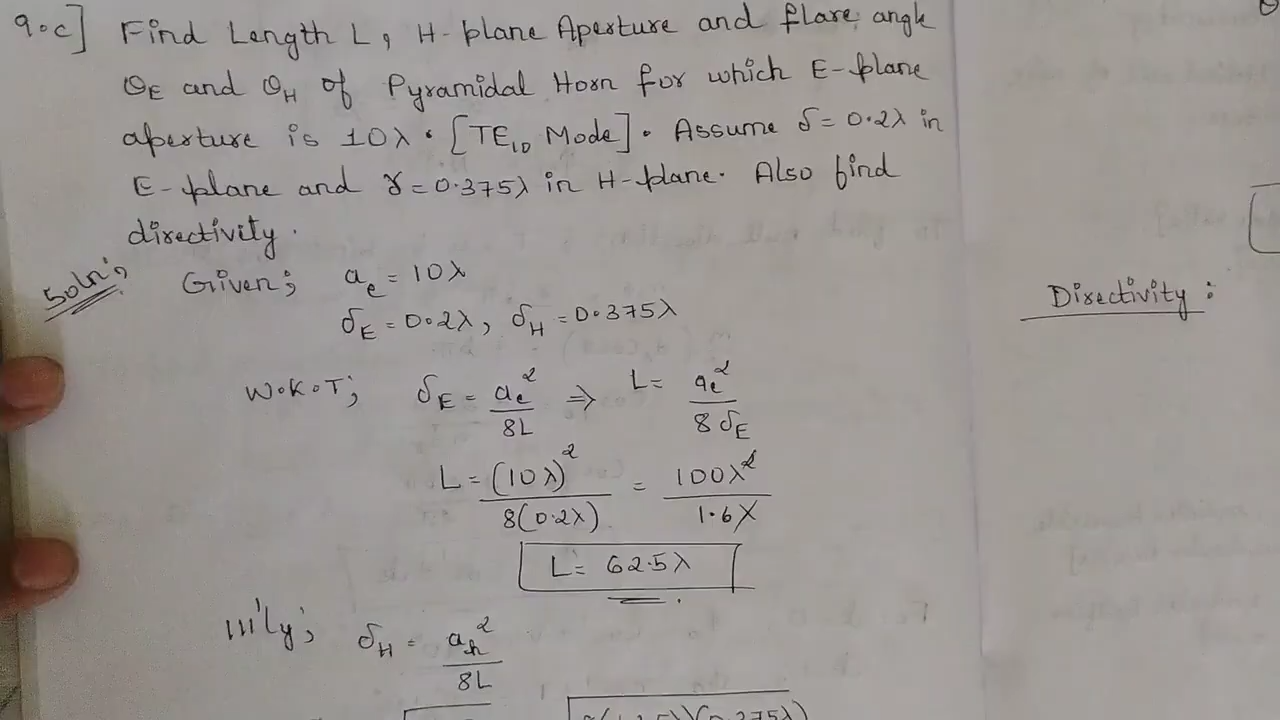 9.c] Find Length L, H-plane Aperture and flare angle
θE and θH of Pyramidal Horn for which E-plane
aperture is 10λ. [TE10 Mode]. Assume δ = 0.2λ in
E-plane and γ = 0.375λ in H-plane. Also find
directivity.
Soln; Given; ae = 10λ
δE = 0.2λ, δH = 0.375λ
W.K.T; δE = ae²/8L ⇒ L = ae²/8δE
L = (10λ)²/8(0.2λ) = 100λ²/1.6λ
L = 62.5λ
111'ly; δH = ah²/8L
Directivity: